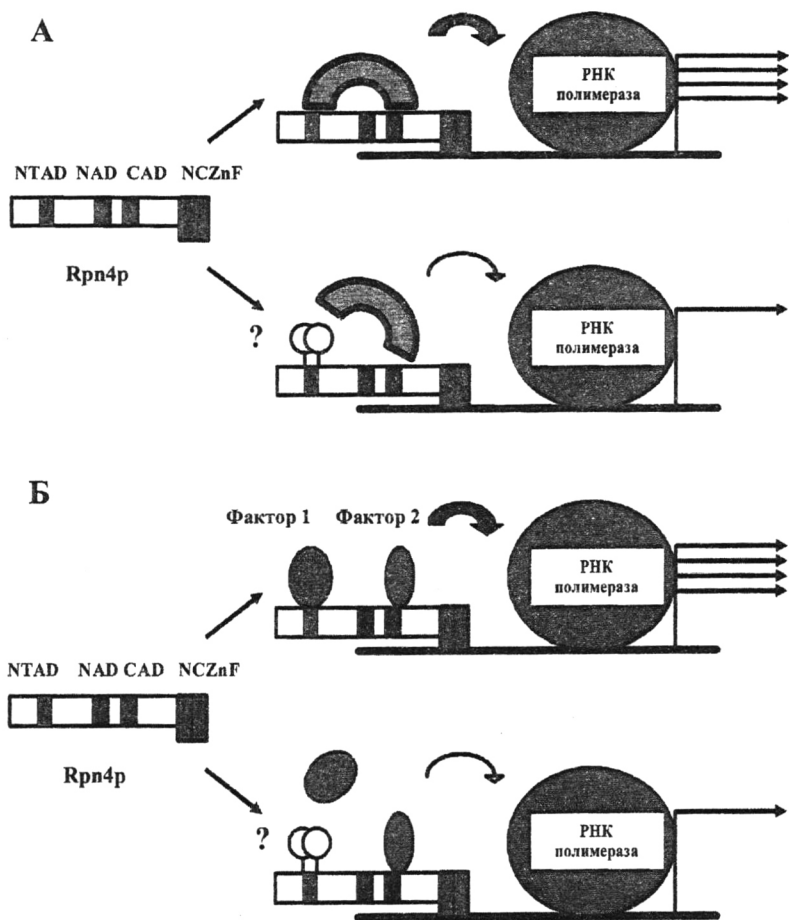 А
РНК
полимераза
NTAD NAD CAD NCZnF
Rpn4p
?
РНК
полимераза
Б
Фактор 1 Фактор 2
РНК
полимераза
NTAD NAD CAD NCZnF
Rpn4p
?
РНК
полимераза